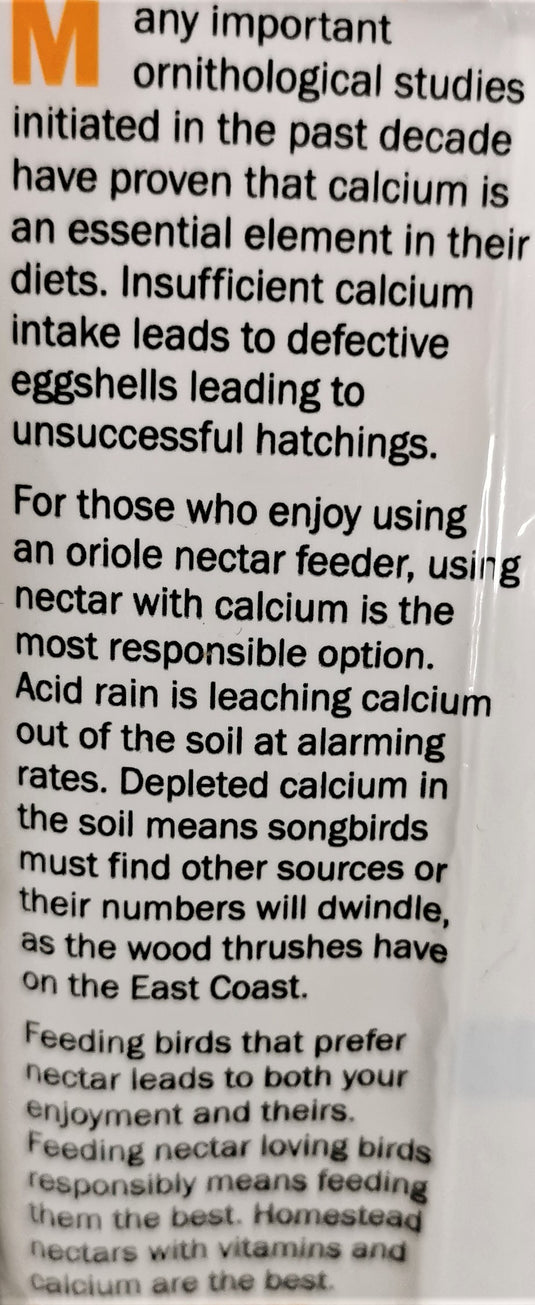 Many important
ornithological studies
initiated in the past decade
have proven that calcium is
an essential element in their
diets. Insufficient calcium
intake leads to defective
eggshells leading to
unsuccessful hatchings.
For those who enjoy using
an oriole nectar feeder, using
nectar with calcium is the
most responsible option.
Acid rain is leaching calcium
out of the soil at alarming
rates. Depleted calcium in
the soil means songbirds
must find other sources or
their numbers will dwindle,
as the wood thrushes have
on the East Coast.
Feeding birds that prefer
nectar leads to both your
enjoyment and theirs.
Feeding nectar loving birds
responsibly means feeding
them the best. Homestead
nectars with vitamins and
calcium are the best.